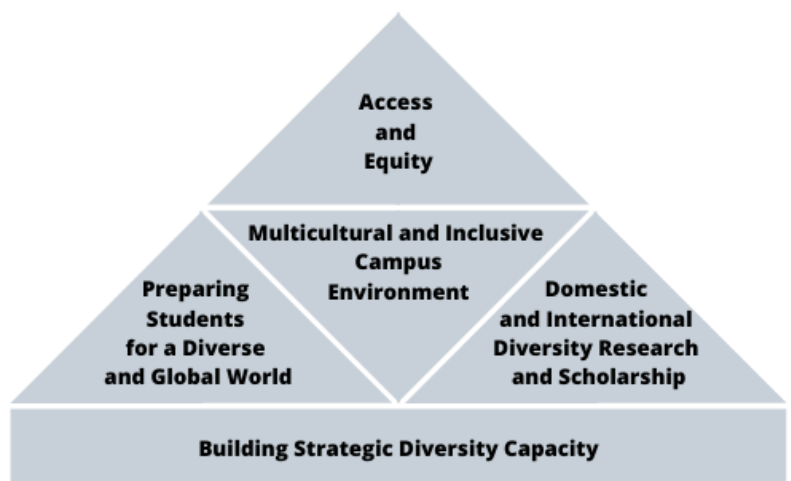 Access
and
Equity
Multicultural and Inclusive
Campus
Environment
Preparing
Students
for a Diverse
and Global World
Domestic
and International
Diversity Research
and Scholarship
Building Strategic Diversity Capacity